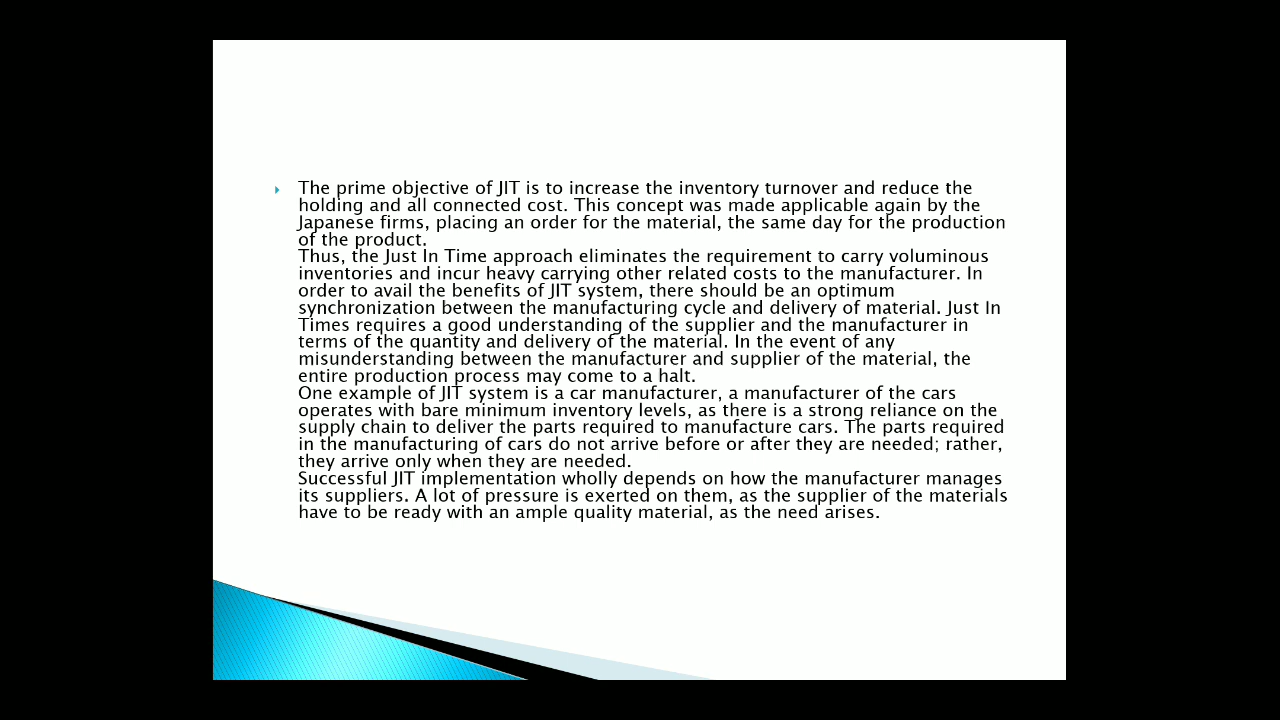 The prime objective of JIT is to increase the inventory turnover and reduce the
holding and all connected cost. This concept was made applicable again by the
Japanese firms, placing an order for the material, the same day for the production
of the product.
Thus, the Just In Time approach eliminates the requirement to carry voluminous
inventories and incur heavy carrying other related costs to the manufacturer. In
order to avail the benefits of JIT system, there should be an optimum
synchronization between the manufacturing cycle and delivery of material. Just In
Times requires a good understanding of the supplier and the manufacturer in
terms of the quantity and delivery of the material. In the event of any
misunderstanding between the manufacturer and supplier of the material, the
entire production process may come to a halt.
One example of JIT system is a car manufacturer, a manufacturer of the cars
operates with bare minimum inventory levels, as there is a strong reliance on the
supply chain to deliver the parts required to manufacture cars. The parts required
in the manufacturing of cars do not arrive before or after they are needed; rather,
they arrive only when they are needed.
Successful JIT implementation wholly depends on how the manufacturer manages
its suppliers. A lot of pressure is exerted on them, as the supplier of the materials
have to be ready with an ample quality material, as the need arises.